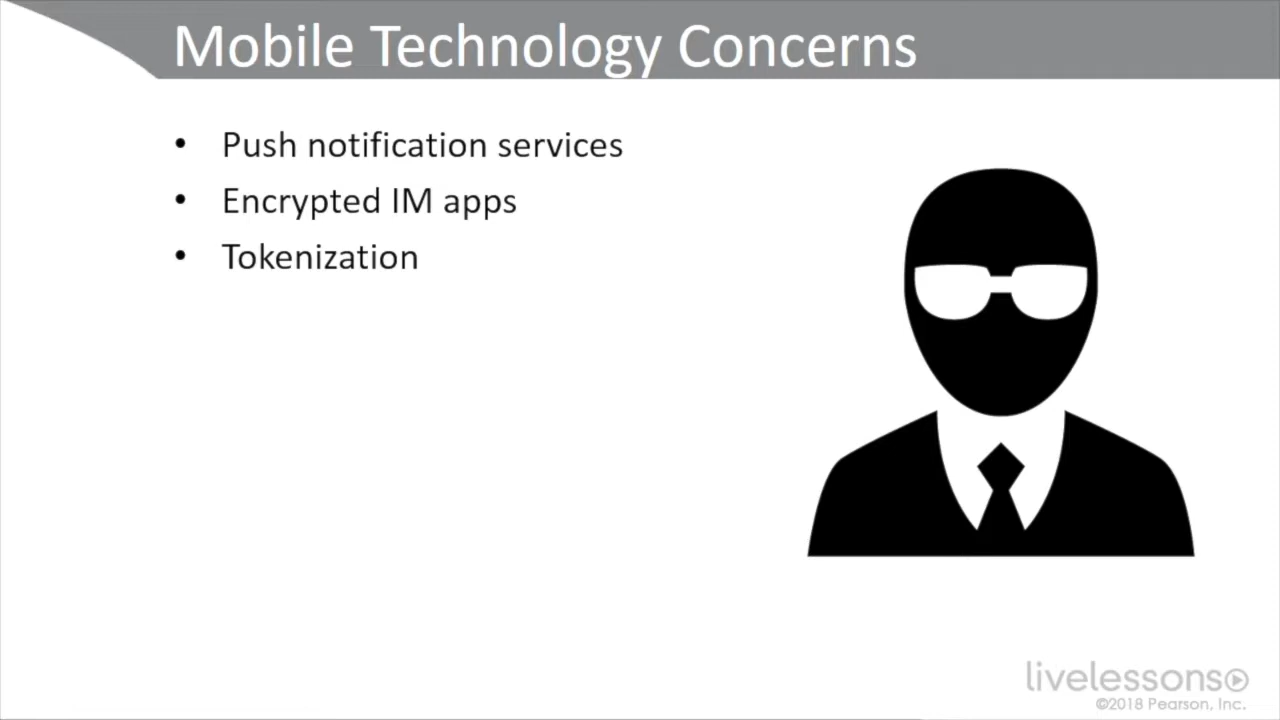 Mobile Technology Concerns
• Push notification services
• Encrypted IM apps
• Tokenization
livelessons
©2018 Pearson, Inc.